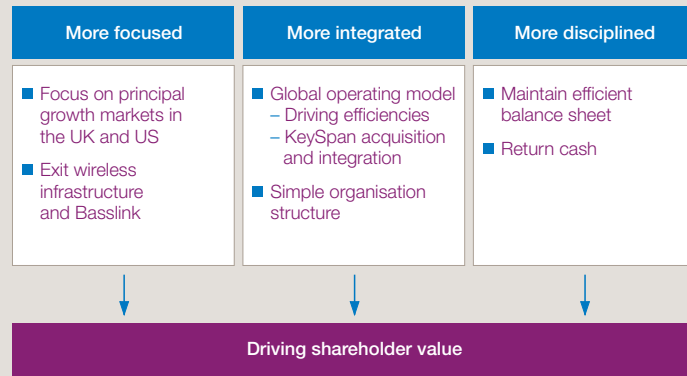 More focused
■ Focus on principal
growth markets in
the UK and US
■ Exit wireless
infrastructure
and Basslink
More integrated
■ Global operating model
– Driving efficiencies
– KeySpan acquisition
and integration
■ Simple organisation
structure
More disciplined
■ Maintain efficient
balance sheet
■ Return cash
Driving shareholder value